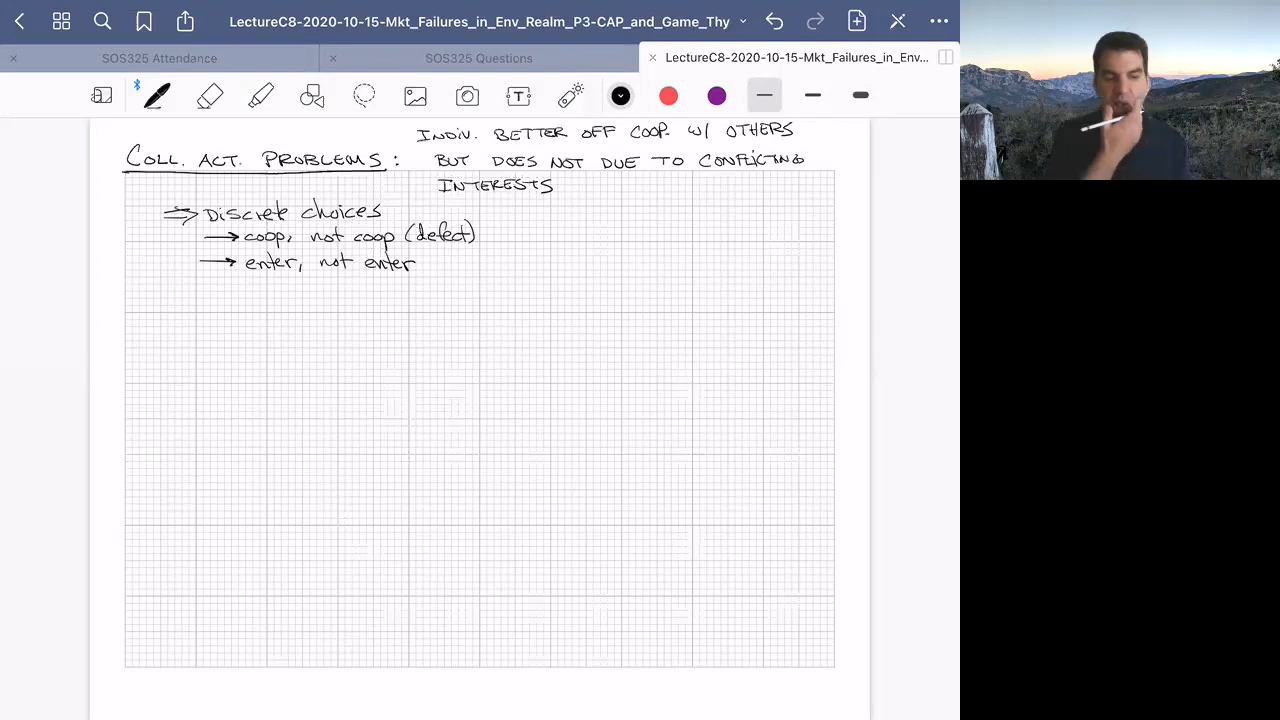 LectureC8-2020-10-15-Mkt_Failures_in_Env_Realm_P3-CAP_and_Game_Thy
SOS325 Attendance
SOS325 Questions
LectureC8-2020-10-15-Mkt_Failures_in_Env...
INDIV. BETTER OFF COOP. W/ OTHERS
COLL. ACT. PROBLEMS: BUT DOES NOT DUE TO CONFLICTING
INTERESTS
⇒ Discrete choices
→ coop, not coop (defect)
→ enter, not enter